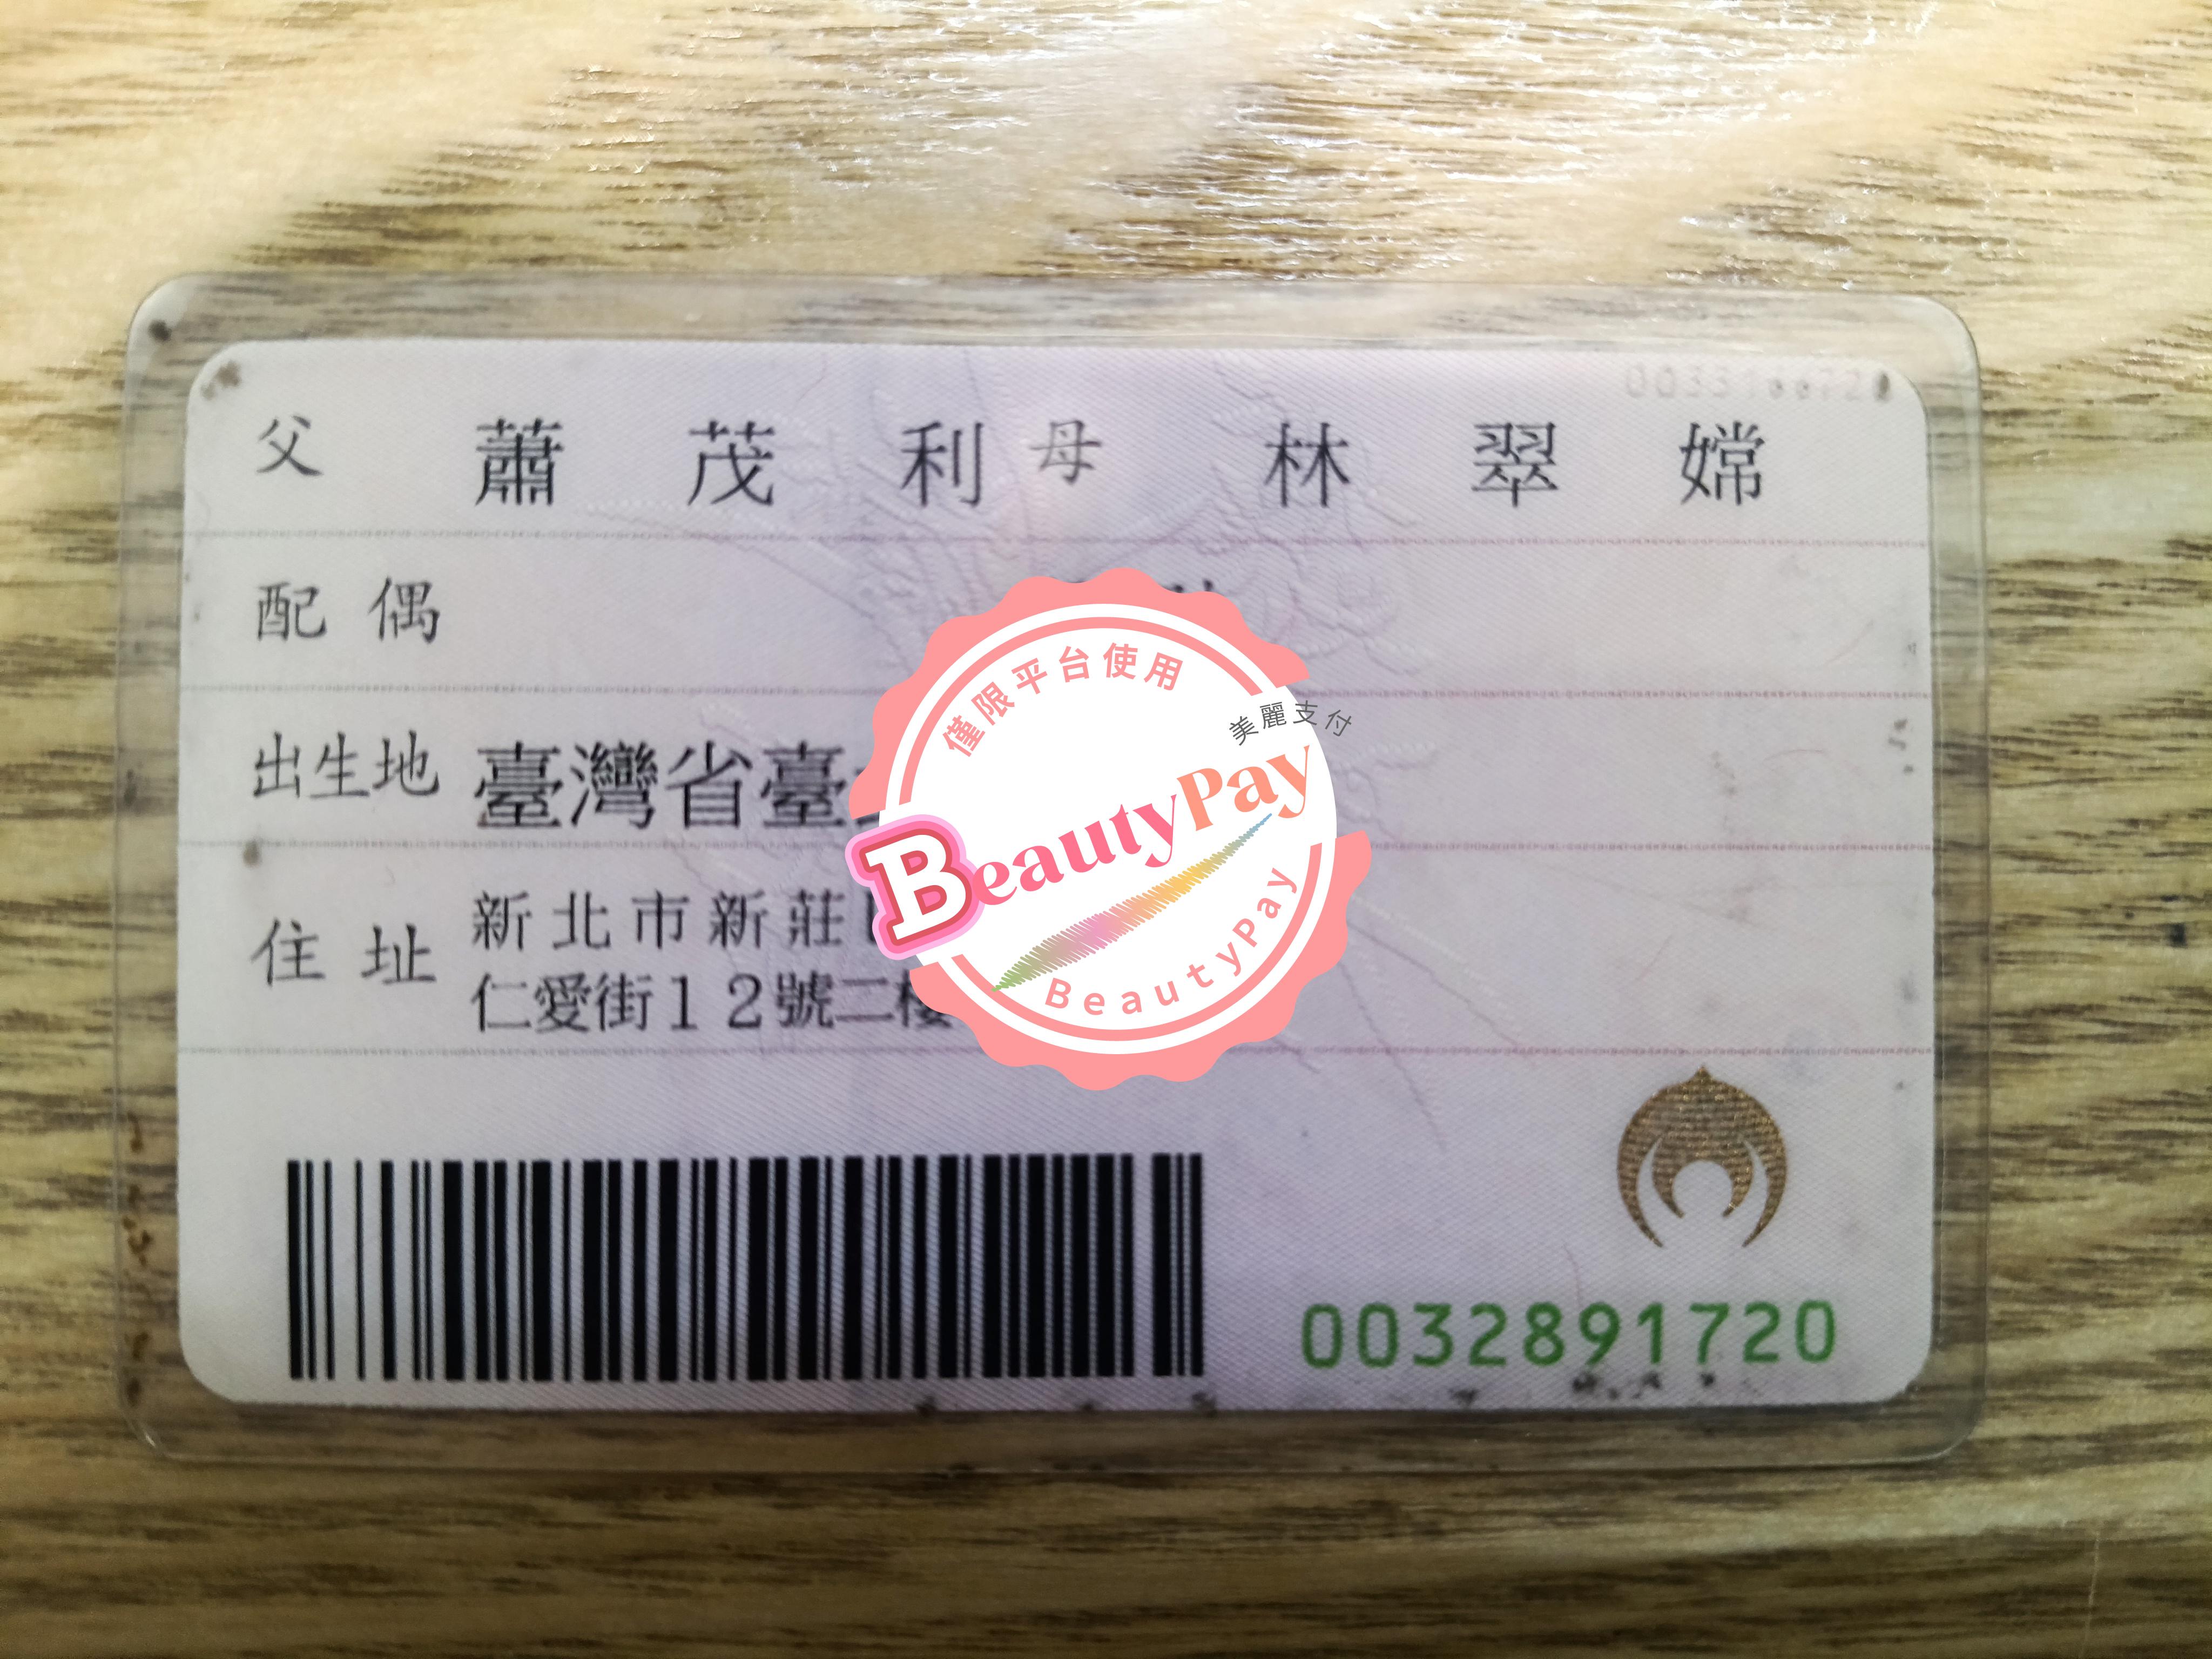 父 蕭茂利 母 林翠嫦
配偶
出生地 臺灣省臺
住址 新北市新莊
仁愛街12號二樓
僅限平台使用
美麗支付
BeautyPay
BeautyPay
0032891720